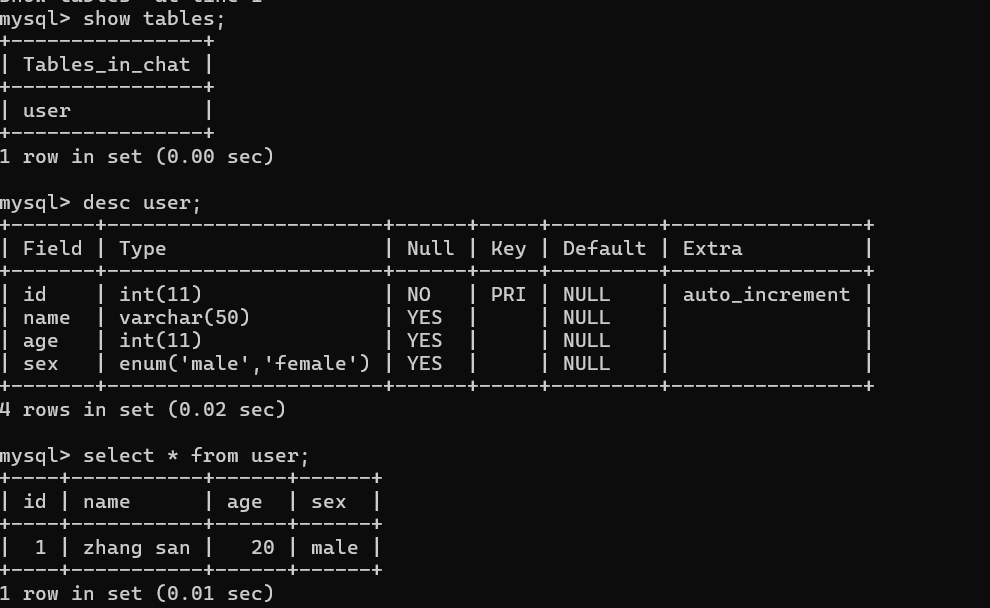 mysql> show tables;
+----------------+
| Tables_in_chat |
+----------------+
| user           |
+----------------+
1 row in set (0.00 sec)
mysql> desc user;
+-------+-----------------------+------+-----+---------+----------------+
| Field | Type                  | Null | Key | Default | Extra          |
+-------+-----------------------+------+-----+---------+----------------+
| id    | int(11)               | NO   | PRI | NULL    | auto_increment |
| name  | varchar(50)           | YES  |     | NULL    |                |
| age   | int(11)               | YES  |     | NULL    |                |
| sex   | enum('male','female') | YES  |     | NULL    |                |
+-------+-----------------------+------+-----+---------+----------------+
4 rows in set (0.02 sec)
mysql> select * from user;
+----+-----------+------+------+
| id | name      | age  | sex  |
+----+-----------+------+------+
|  1 | zhang san |   20 | male |
+----+-----------+------+------+
1 row in set (0.01 sec)